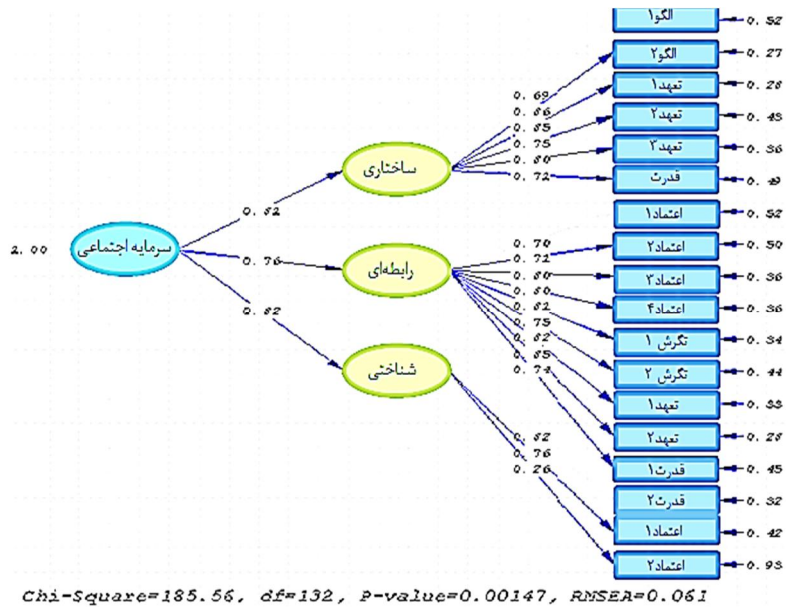 الگو۱
0.52
الگو۲
0.27
تعهد۱
0.28
تعهد۲
0.43
تعهد۳
0.36
قدرت
0.49
0.69
0.86
0.85
0.75
0.80
0.72
ساختاری
0.82
2.00
سرمایه اجتماعی
0.76
0.82
رابطه‌ای
شناختی
اعتماد۱
0.52
اعتماد۲
0.50
اعتماد۳
0.36
اعتماد۴
0.36
نگرش ۱
0.34
نگرش ۲
0.44
تعهد۱
0.33
تعهد۲
0.28
قدرت۱
0.45
0.70
0.71
0.80
0.80
0.81
0.75
0.82
0.85
0.74
قدرت۲
0.32
اعتماد۱
0.42
اعتماد۲
0.93
0.82
0.76
0.26
Chi-Square=185.56, df=132, P-value=0.00147, RMSEA=0.061